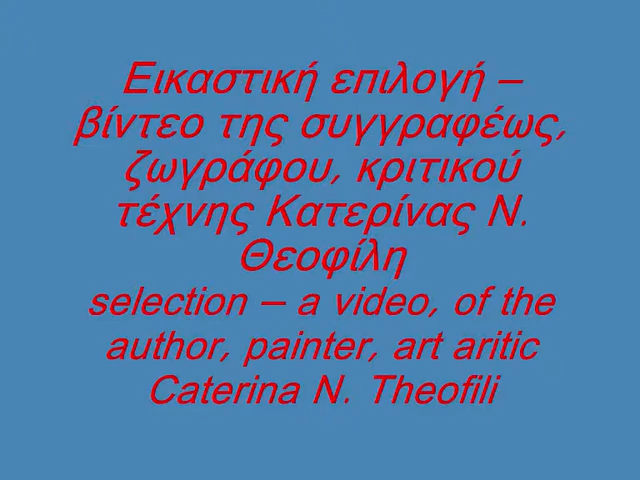 Εικαστική επιλογή –
βίντεο της συγγραφέως,
ζωγράφου, κριτικού
τέχνης Κατερίνας Ν.
Θεοφίλη
selection – a video, of the
author, painter, art aritic
Caterina N. Theofili